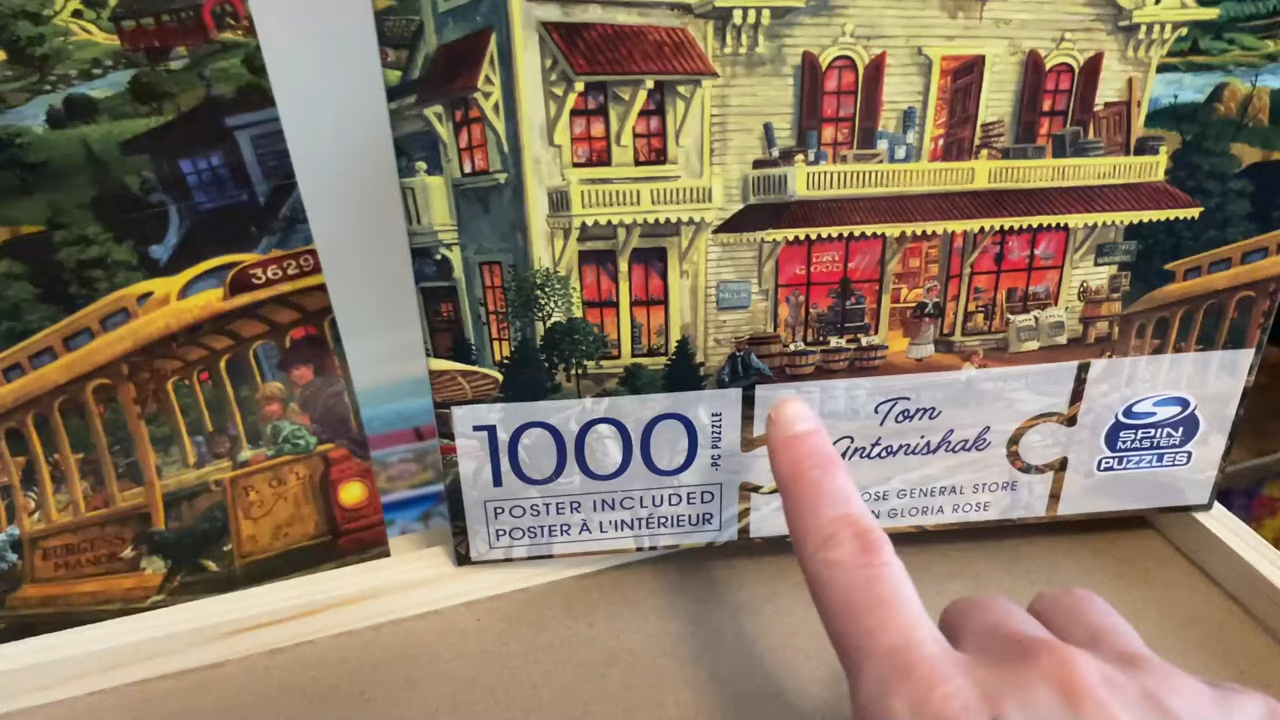 3629
P.O.L.
BURGESS
MANOR
DRY
GOODS
MILK
1000
-PC PUZZLE
POSTER INCLUDED
POSTER À L'INTÉRIEUR
Tom
Antonishak
OSE GENERAL STORE
N GLORIA ROSE
SPIN
MASTER
PUZZLES